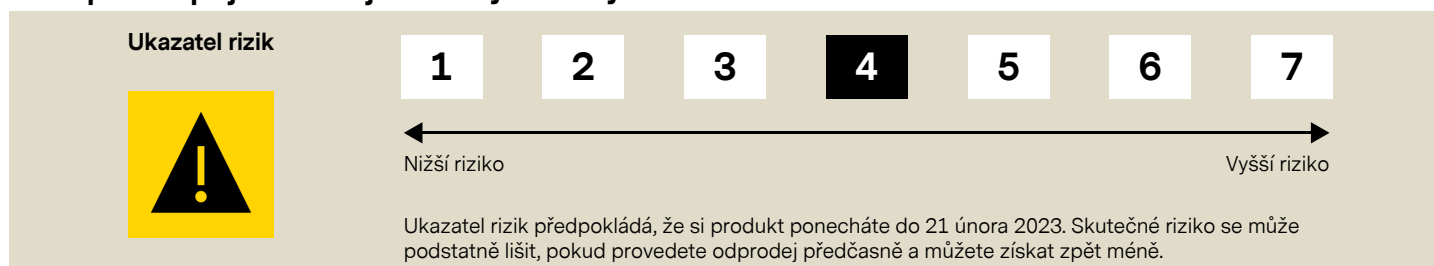 Ukazatel rizik
1 2 3 4 5 6 7
Nižší riziko Vyšší riziko
Ukazatel rizik předpokládá, že si produkt ponecháte do 21 února 2023. Skutečné riziko se může
podstatně lišit, pokud provedete odprodej předčasně a můžete získat zpět méně.